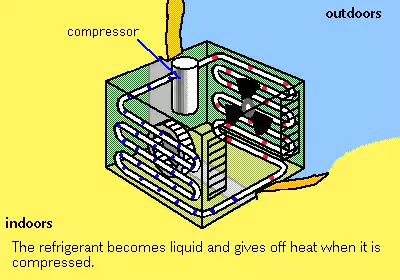 outdoors
compressor
indoors
The refrigerant becomes liquid and gives off heat when it is
compressed.